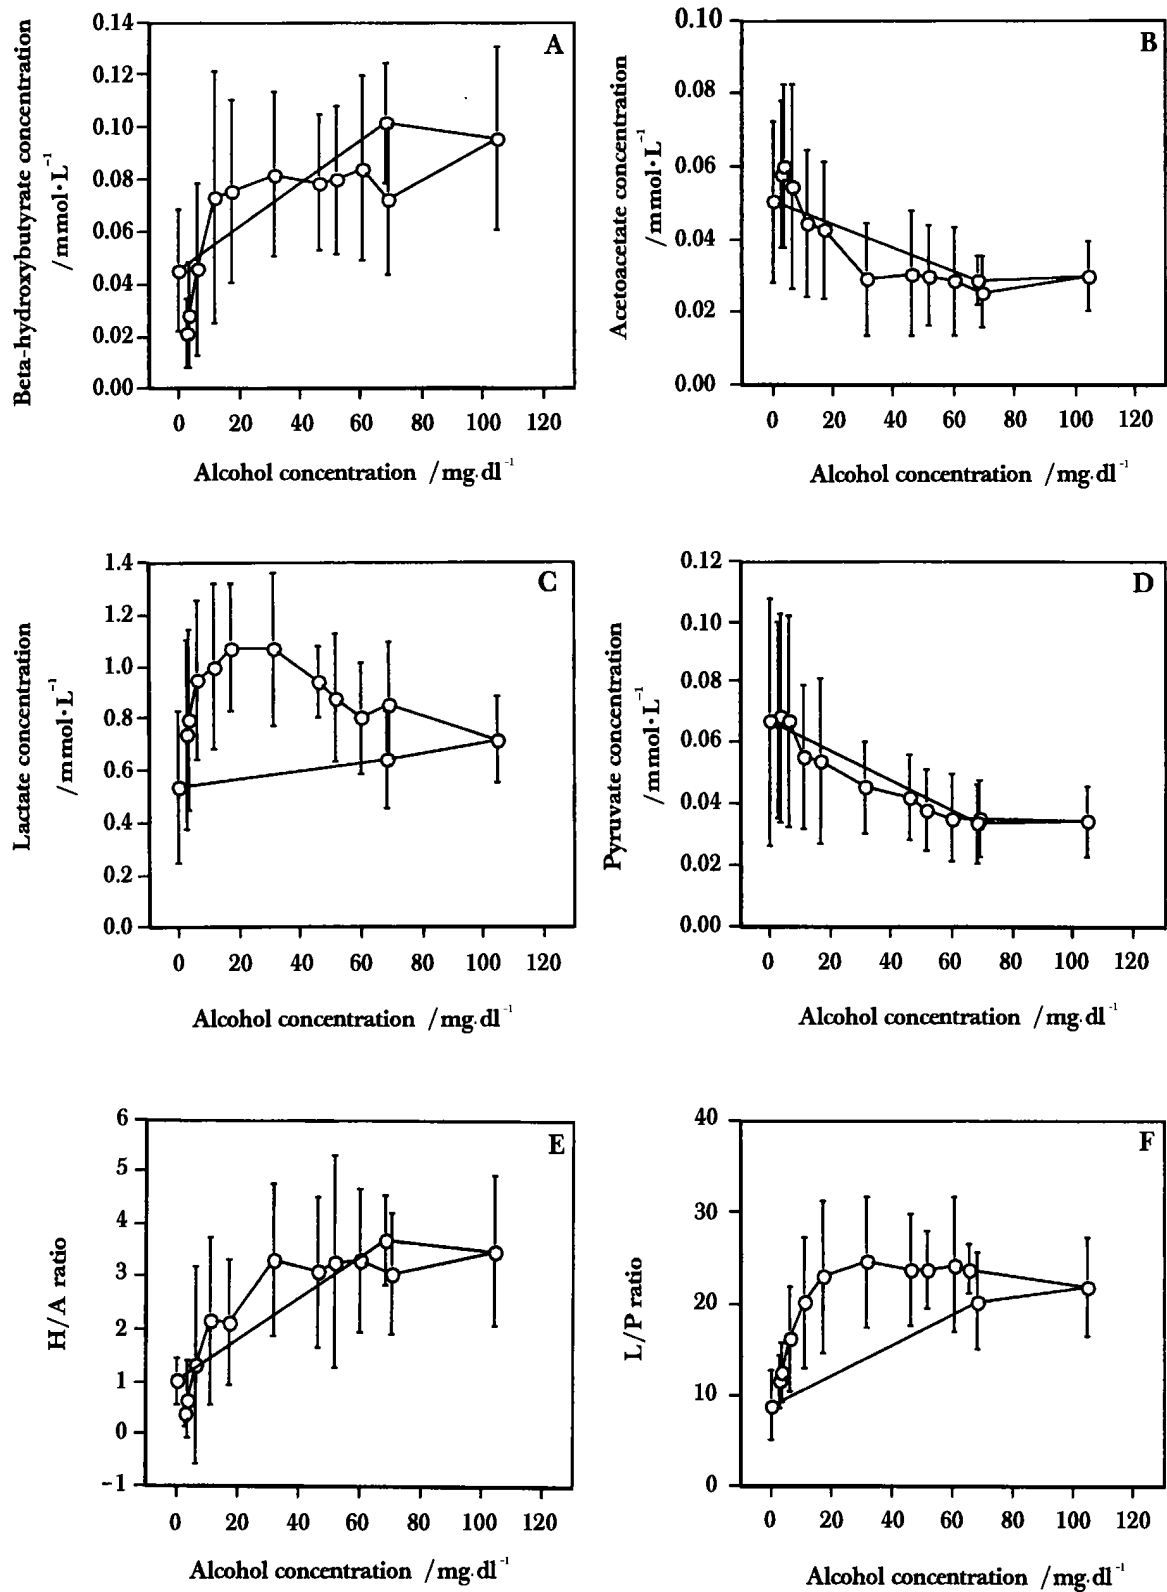 A
Beta-hydroxybutyrate concentration
/mmol·L⁻¹
0.14
0.12
0.10
0.08
0.06
0.04
0.02
0.00
0 20 40 60 80 100 120
Alcohol concentration /mg·dl⁻¹
B
Acetoacetate concentration
/mmol·L⁻¹
0.10
0.08
0.06
0.04
0.02
0.00
0 20 40 60 80 100 120
Alcohol concentration /mg·dl⁻¹
C
Lactate concentration
/mmol·L⁻¹
1.4
1.2
1.0
0.8
0.6
0.4
0.2
0.0
0 20 40 60 80 100 120
Alcohol concentration /mg·dl⁻¹
D
Pyruvate concentration
/mmol·L⁻¹
0.12
0.10
0.08
0.06
0.04
0.02
0.00
0 20 40 60 80 100 120
Alcohol concentration /mg·dl⁻¹
E
H/A ratio
6
5
4
3
2
1
0
-1
0 20 40 60 80 100 120
Alcohol concentration /mg·dl⁻¹
F
L/P ratio
40
30
20
10
0
0 20 40 60 80 100 120
Alcohol concentration /mg·dl⁻¹